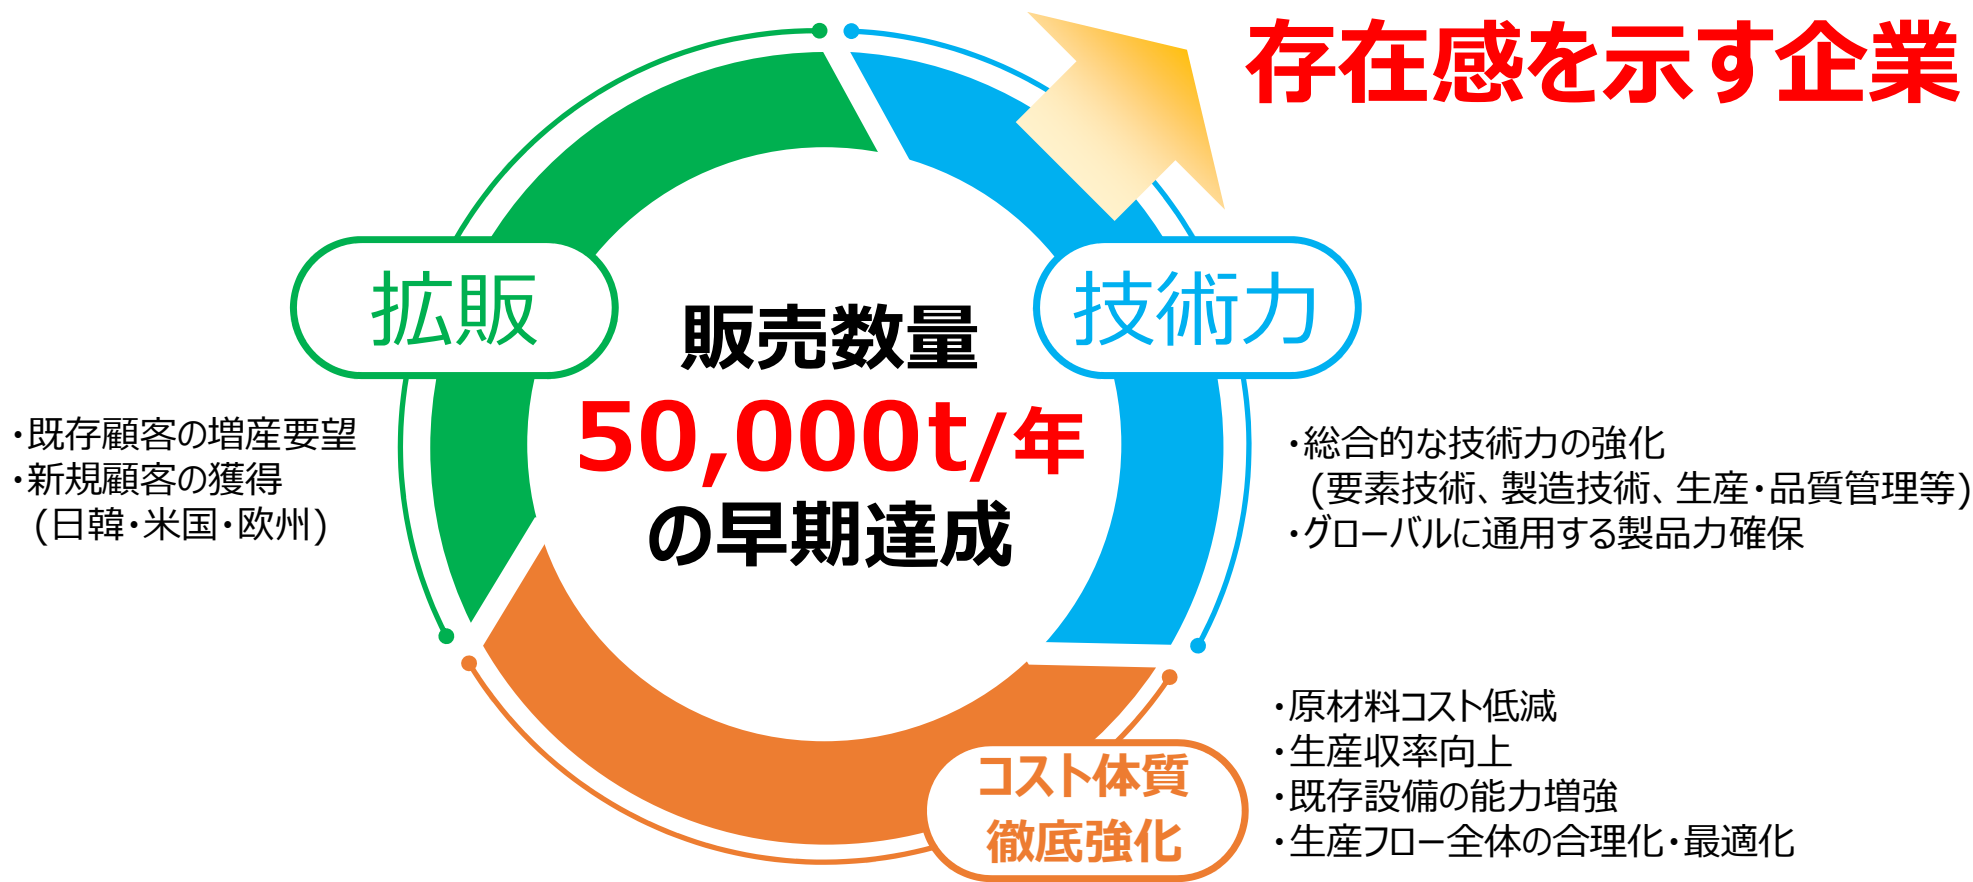 存在感を示す企業
拡販
技術力
販売数量
50,000t/年
の早期達成
・既存顧客の増産要望
・新規顧客の獲得
(日韓・米国・欧州)
・総合的な技術力の強化
(要素技術、製造技術、生産・品質管理等)
・グローバルに通用する製品力確保
コスト体質
徹底強化
・原材料コスト低減
・生産収率向上
・既存設備の能力増強
・生産フロー全体の合理化・最適化